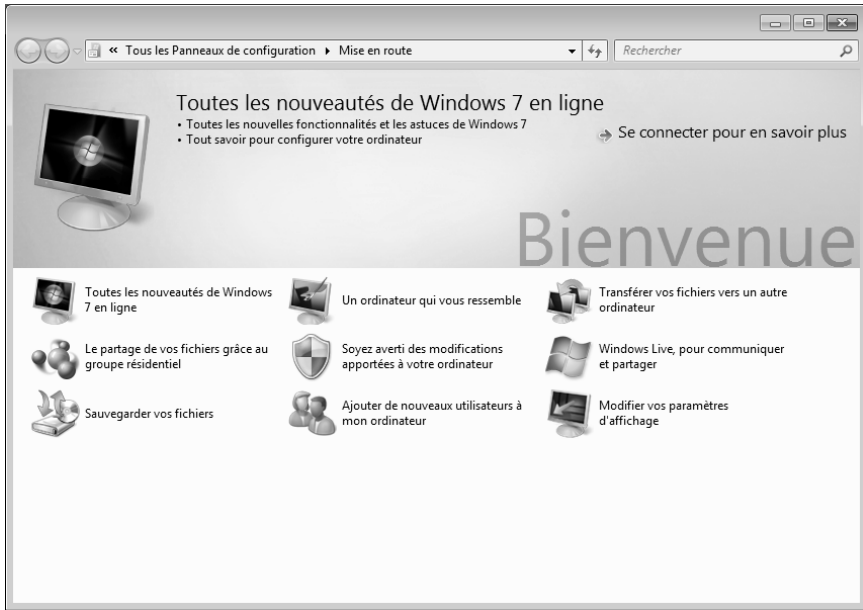 « Tous les Panneaux de configuration ▸ Mise en route
Rechercher
Toutes les nouveautés de Windows 7 en ligne
• Toutes les nouvelles fonctionnalités et les astuces de Windows 7
• Tout savoir pour configurer votre ordinateur
Se connecter pour en savoir plus
Bienvenue
Toutes les nouveautés de Windows
7 en ligne
Un ordinateur qui vous ressemble
Transférer vos fichiers vers un autre
ordinateur
Le partage de vos fichiers grâce au
groupe résidentiel
Soyez averti des modifications
apportées à votre ordinateur
Windows Live, pour communiquer
et partager
Sauvegarder vos fichiers
Ajouter de nouveaux utilisateurs à
mon ordinateur
Modifier vos paramètres
d'affichage